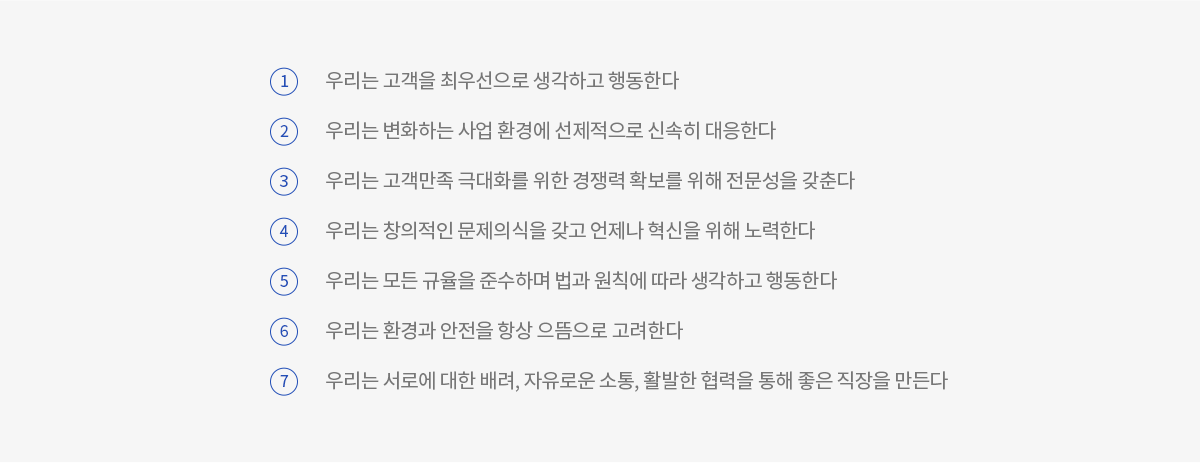 1 우리는 고객을 최우선으로 생각하고 행동한다
2 우리는 변화하는 사업 환경에 선제적으로 신속히 대응한다
3 우리는 고객만족 극대화를 위한 경쟁력 확보를 위해 전문성을 갖춘다
4 우리는 창의적인 문제의식을 갖고 언제나 혁신을 위해 노력한다
5 우리는 모든 규율을 준수하며 법과 원칙에 따라 생각하고 행동한다
6 우리는 환경과 안전을 항상 으뜸으로 고려한다
7 우리는 서로에 대한 배려, 자유로운 소통, 활발한 협력을 통해 좋은 직장을 만든다